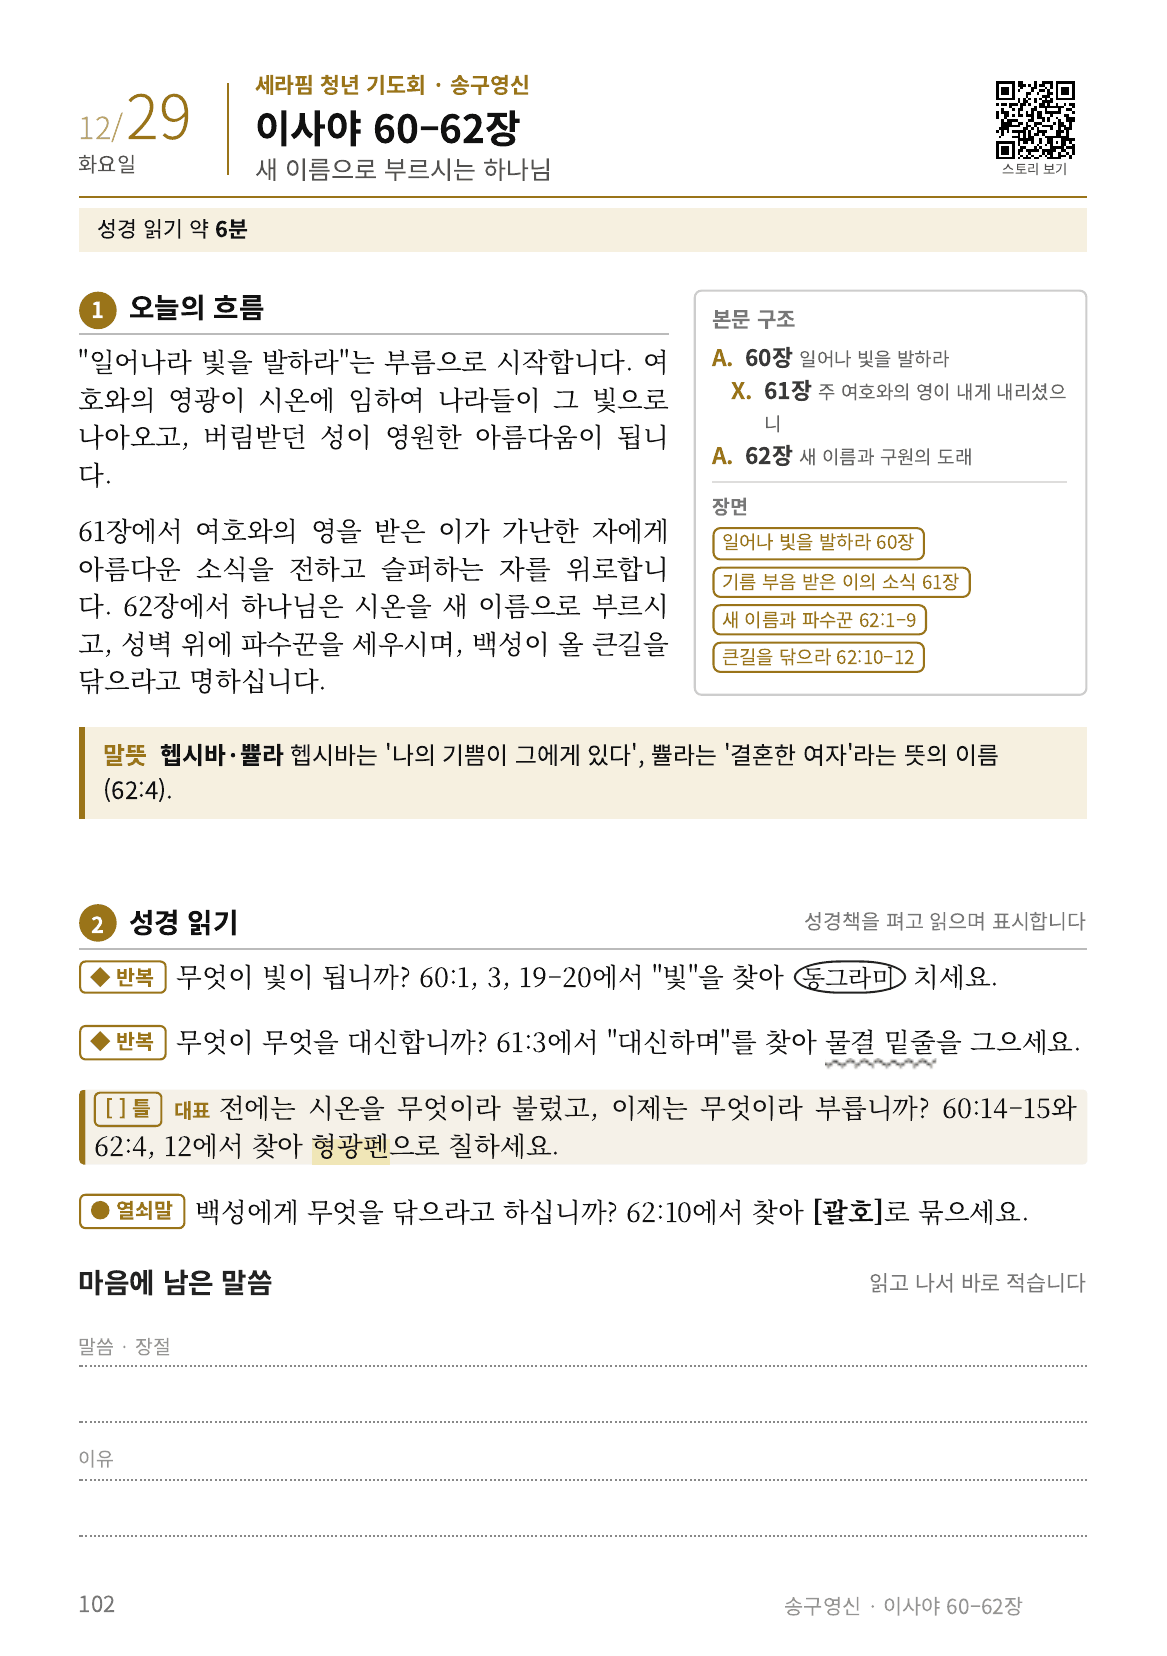 12/29
화요일
세라핌 청년 기도회 · 송구영신
이사야 60–62장
새 이름으로 부르시는 하나님
스토리 보기
성경 읽기 약 6분
1 오늘의 흐름
"일어나라 빛을 발하라"는 부름으로 시작합니다. 여
호와의 영광이 시온에 임하여 나라들이 그 빛으로
나아오고, 버림받던 성이 영원한 아름다움이 됩니
다.
61장에서 여호와의 영을 받은 이가 가난한 자에게
아름다운 소식을 전하고 슬퍼하는 자를 위로합니
다. 62장에서 하나님은 시온을 새 이름으로 부르시
고, 성벽 위에 파수꾼을 세우시며, 백성이 올 큰길을
닦으라고 명하십니다.
본문 구조
A. 60장 일어나 빛을 발하라
X. 61장 주 여호와의 영이 내게 내리셨으
니
A. 62장 새 이름과 구원의 도래
장면
일어나 빛을 발하라 60장
기름 부음 받은 이의 소식 61장
새 이름과 파수꾼 62:1–9
큰길을 닦으라 62:10–12
말뜻 헵시바·쁄라 헵시바는 '나의 기쁨이 그에게 있다', 쁄라는 '결혼한 여자'라는 뜻의 이름
(62:4).
2 성경 읽기
성경책을 펴고 읽으며 표시합니다
◆ 반복 무엇이 빛이 됩니까? 60:1, 3, 19–20에서 "빛"을 찾아 동그라미 치세요.
◆ 반복 무엇이 무엇을 대신합니까? 61:3에서 "대신하며"를 찾아 물결 밑줄을 그으세요.
[ ] 틀 대표 전에는 시온을 무엇이라 불렀고, 이제는 무엇이라 부릅니까? 60:14–15와
62:4, 12에서 찾아 형광펜으로 칠하세요.
● 열쇠말 백성에게 무엇을 닦으라고 하십니까? 62:10에서 찾아 [괄호]로 묶으세요.
마음에 남은 말씀
읽고 나서 바로 적습니다
말씀 · 장절
이유
102
송구영신 · 이사야 60–62장